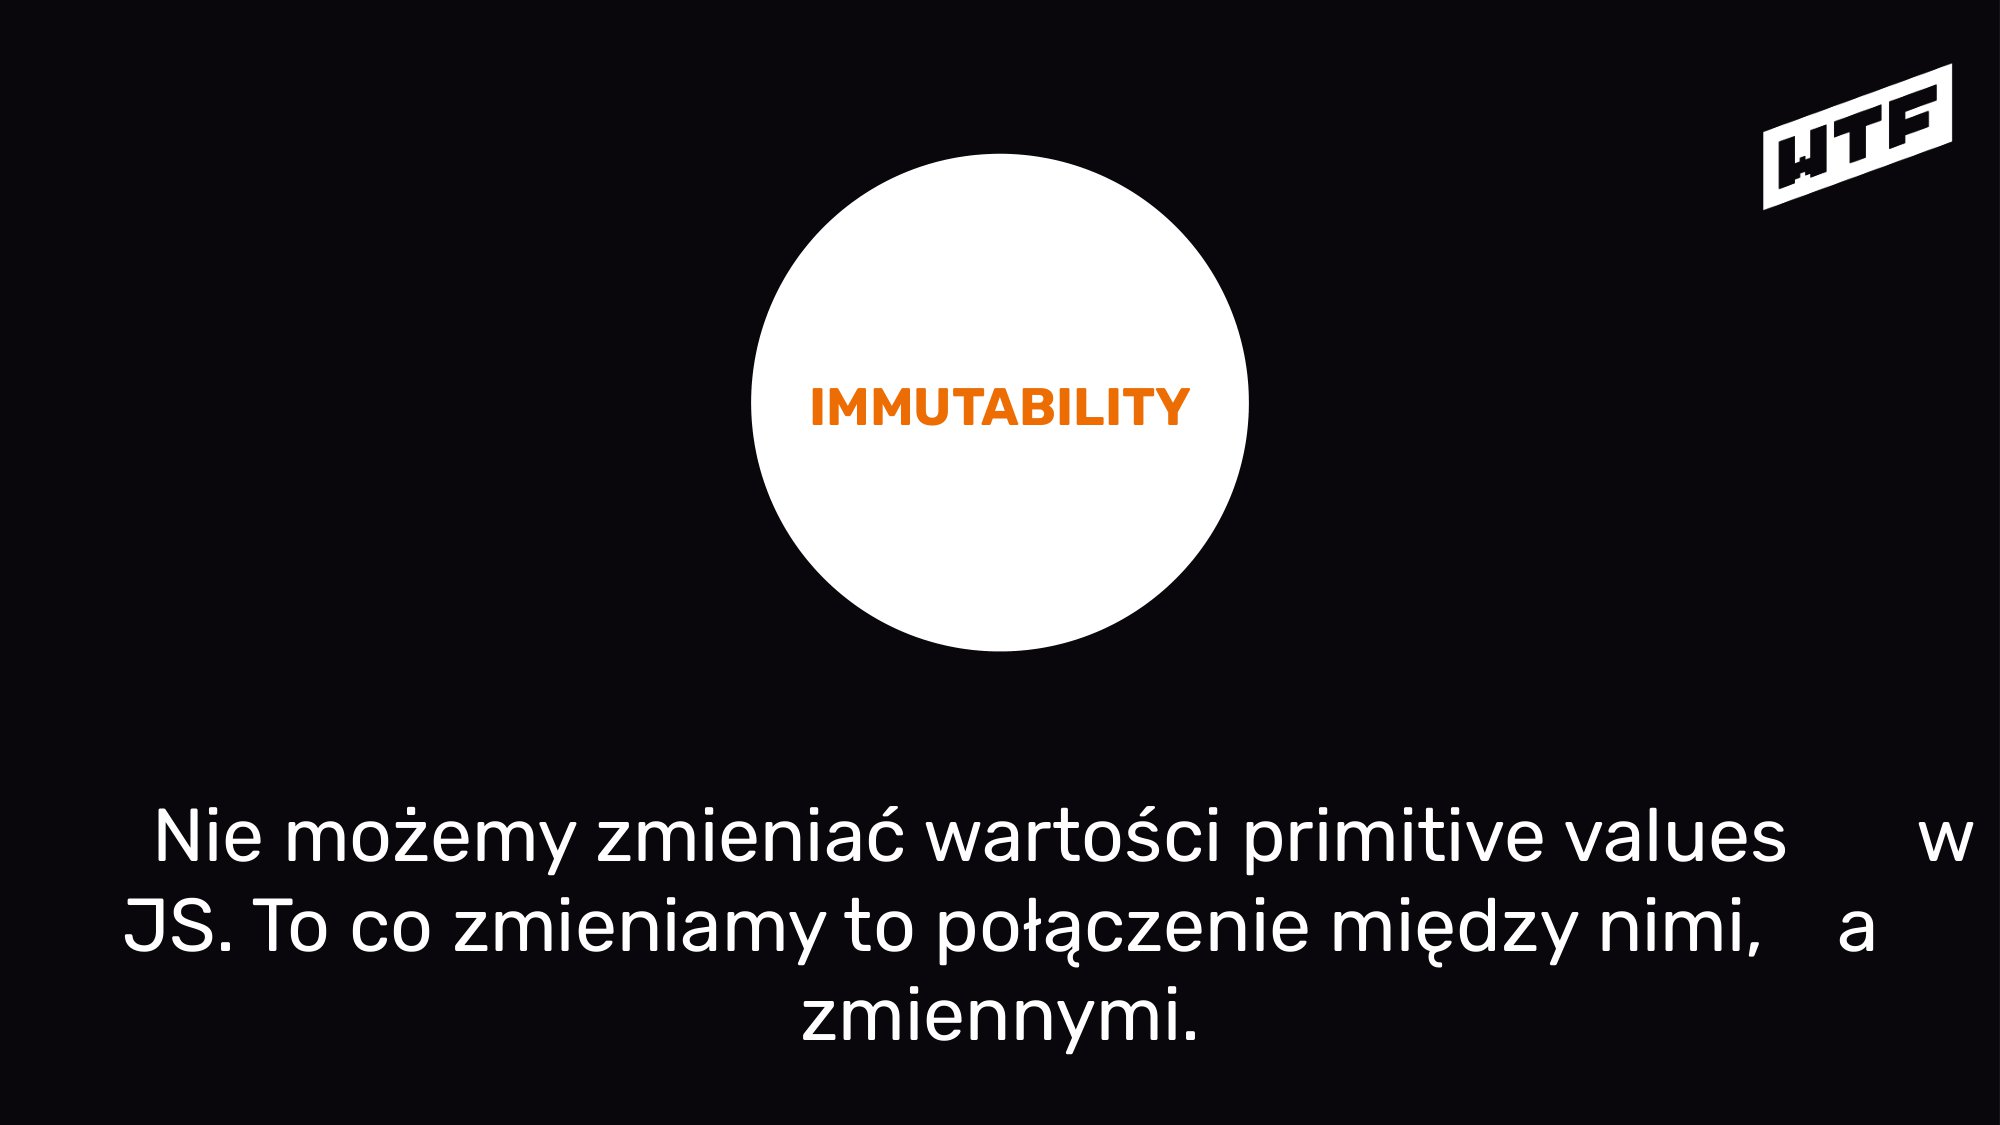 WTF
IMMUTABILITY
Nie możemy zmieniać wartości primitive values w
JS. To co zmieniamy to połączenie między nimi, a
zmiennymi.